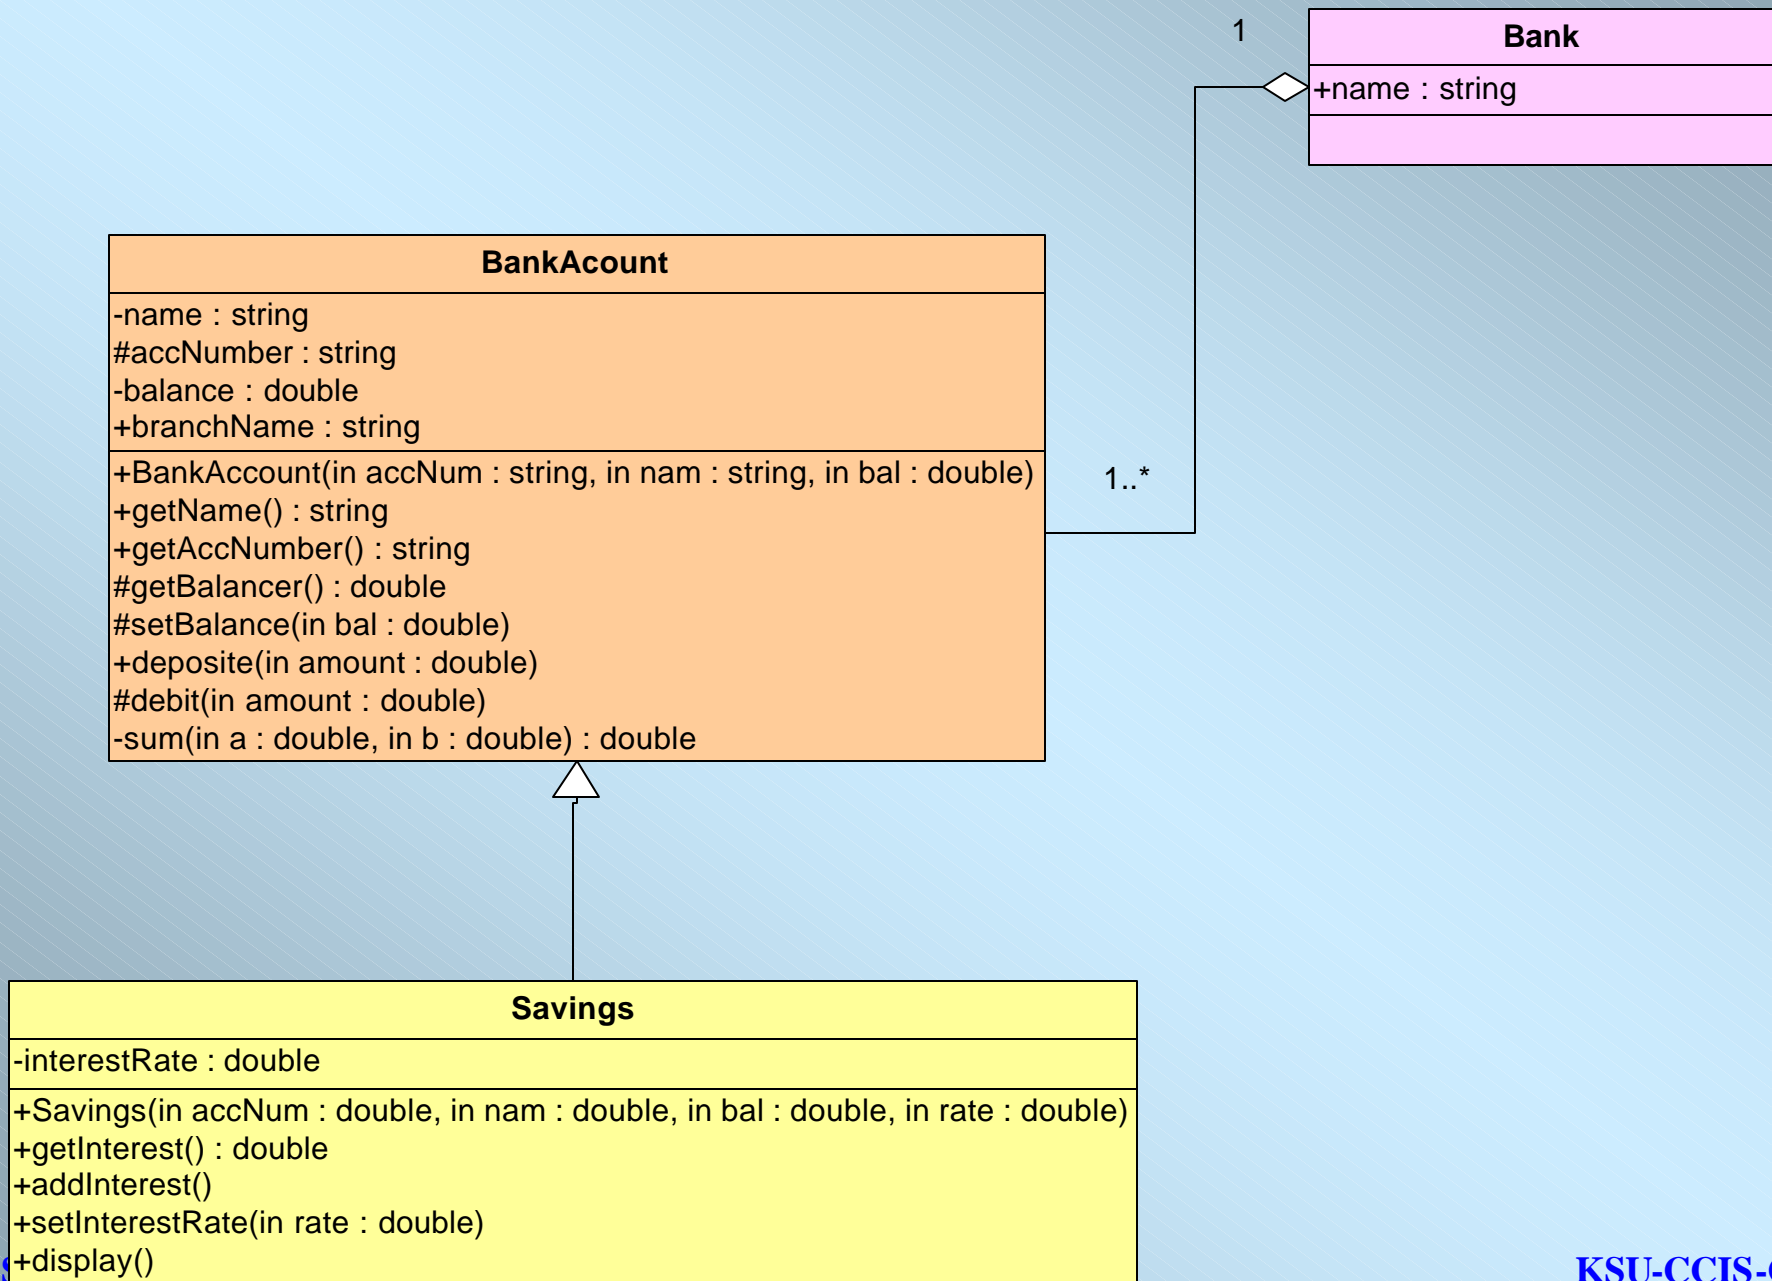 1
Bank
+name : string
BankAcount
-name : string
#accNumber : string
-balance : double
+branchName : string
+BankAccount(in accNum : string, in nam : string, in bal : double)
+getName() : string
+getAccNumber() : string
#getBalancer() : double
#setBalance(in bal : double)
+deposite(in amount : double)
#debit(in amount : double)
-sum(in a : double, in b : double) : double
1..*
Savings
-interestRate : double
+Savings(in accNum : double, in nam : double, in bal : double, in rate : double)
+getInterest() : double
+addInterest()
+setInterestRate(in rate : double)
+display()
KSU-CCIS-